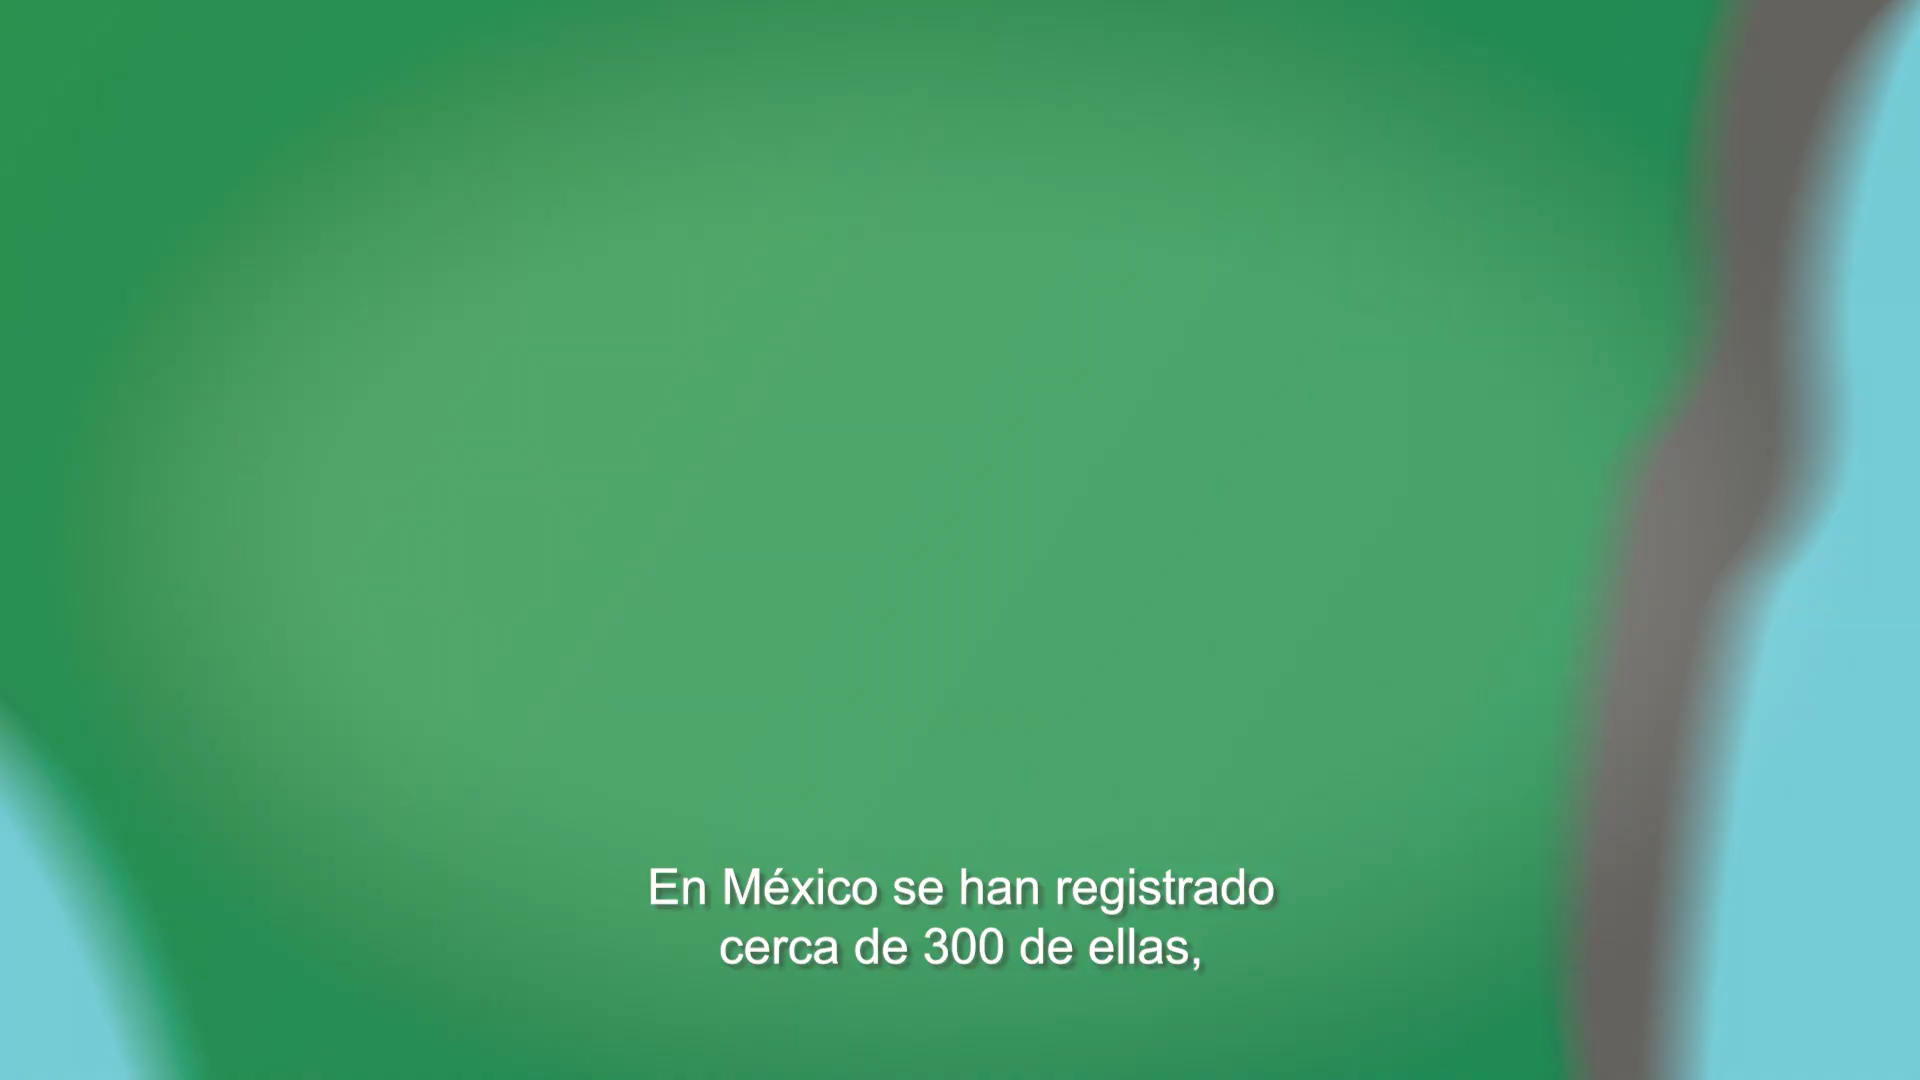 En México se han registrado
cerca de 300 de ellas,